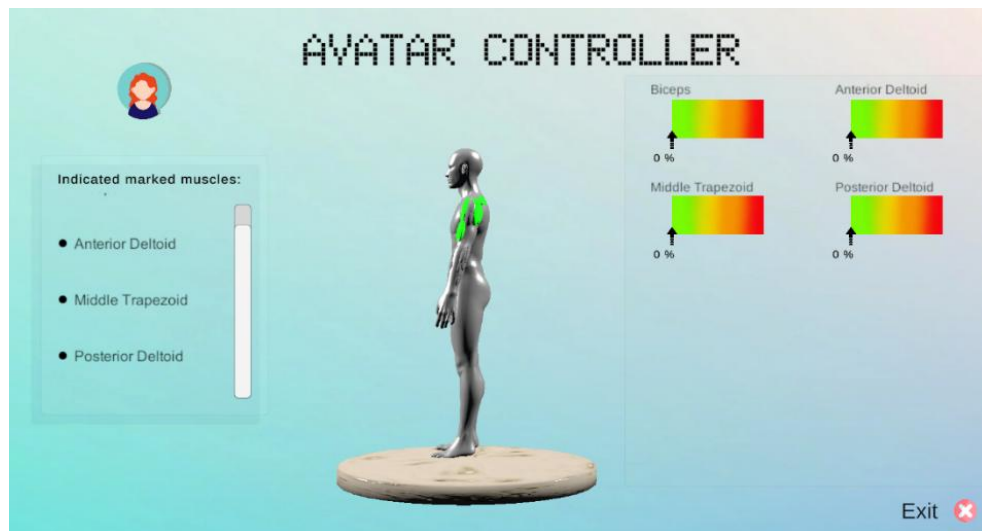 AVATAR CONTROLLER
Indicated marked muscles:
Anterior Deltoid
Middle Trapezoid
Posterior Deltoid
Biceps
0 %
Anterior Deltoid
0 %
Middle Trapezoid
0 %
Posterior Deltoid
0 %
Exit